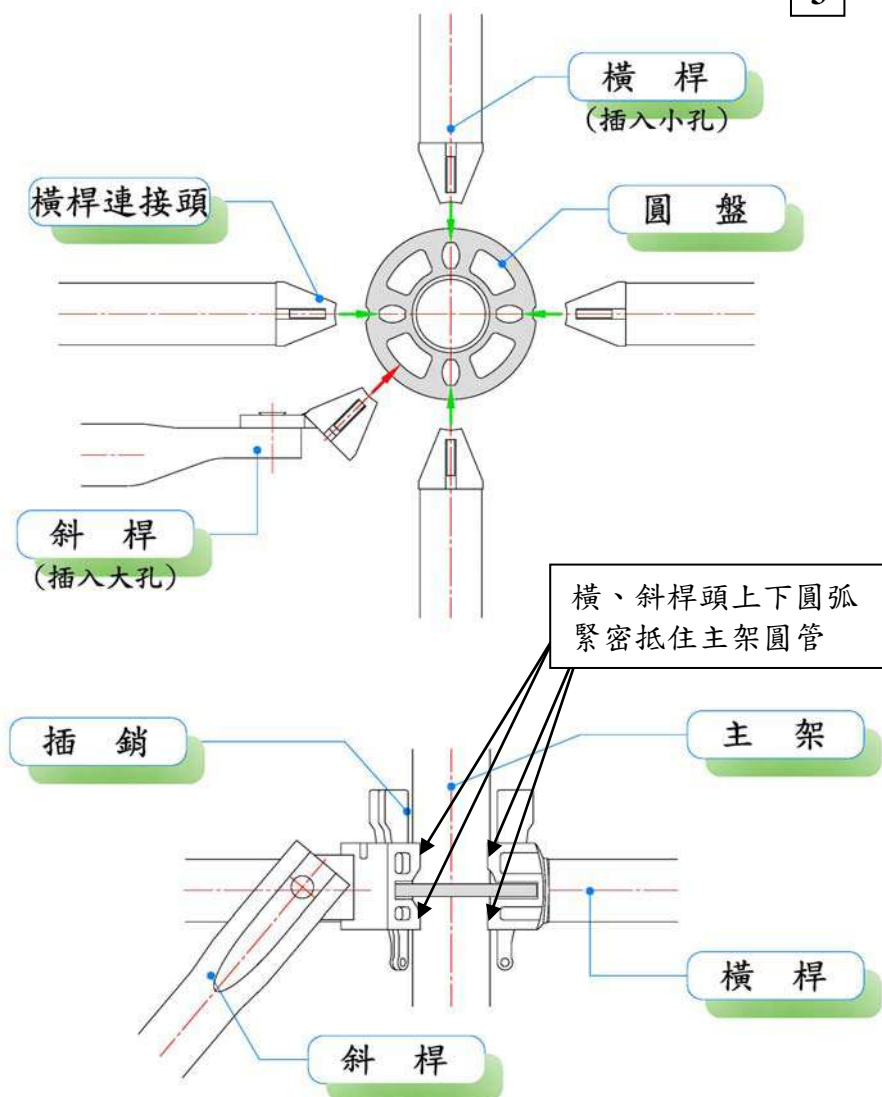 橫 桿
(插入小孔)
橫桿連接頭
圓 盤
斜 桿
(插入大孔)
橫、斜桿頭上下圓弧
緊密抵住主架圓管
插 銷
主 架
橫 桿
斜 桿